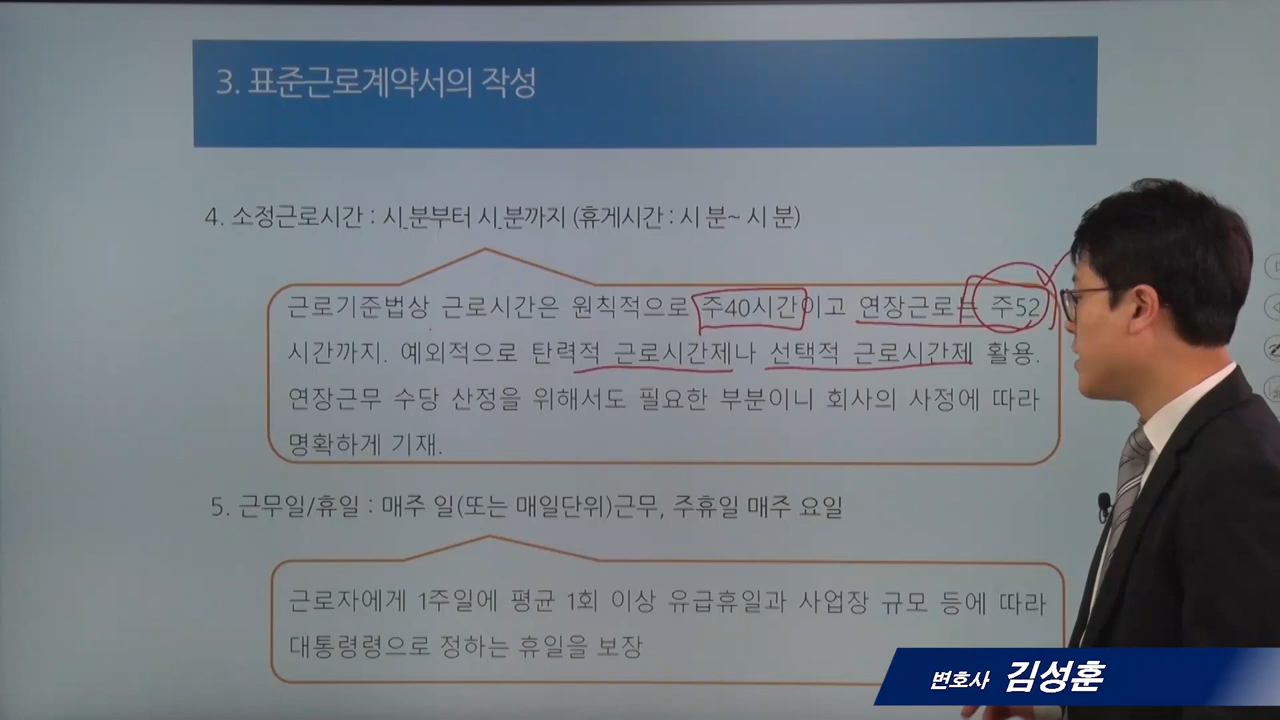 3. 표준근로계약서의 작성
4. 소정근로시간 : 시 분부터 시 분까지 (휴게시간 : 시 분~ 시 분)
근로기준법상 근로시간은 원칙적으로 주40시간이고 연장근로는 주52
시간까지. 예외적으로 탄력적 근로시간제나 선택적 근로시간제 활용.
연장근무 수당 산정을 위해서도 필요한 부분이니 회사의 사정에 따라
명확하게 기재.
5. 근무일/휴일 : 매주 일(또는 매일단위)근무, 주휴일 매주 요일
근로자에게 1주일에 평균 1회 이상 유급휴일과 사업장 규모 등에 따라
대통령령으로 정하는 휴일을 보장
변호사 김성훈